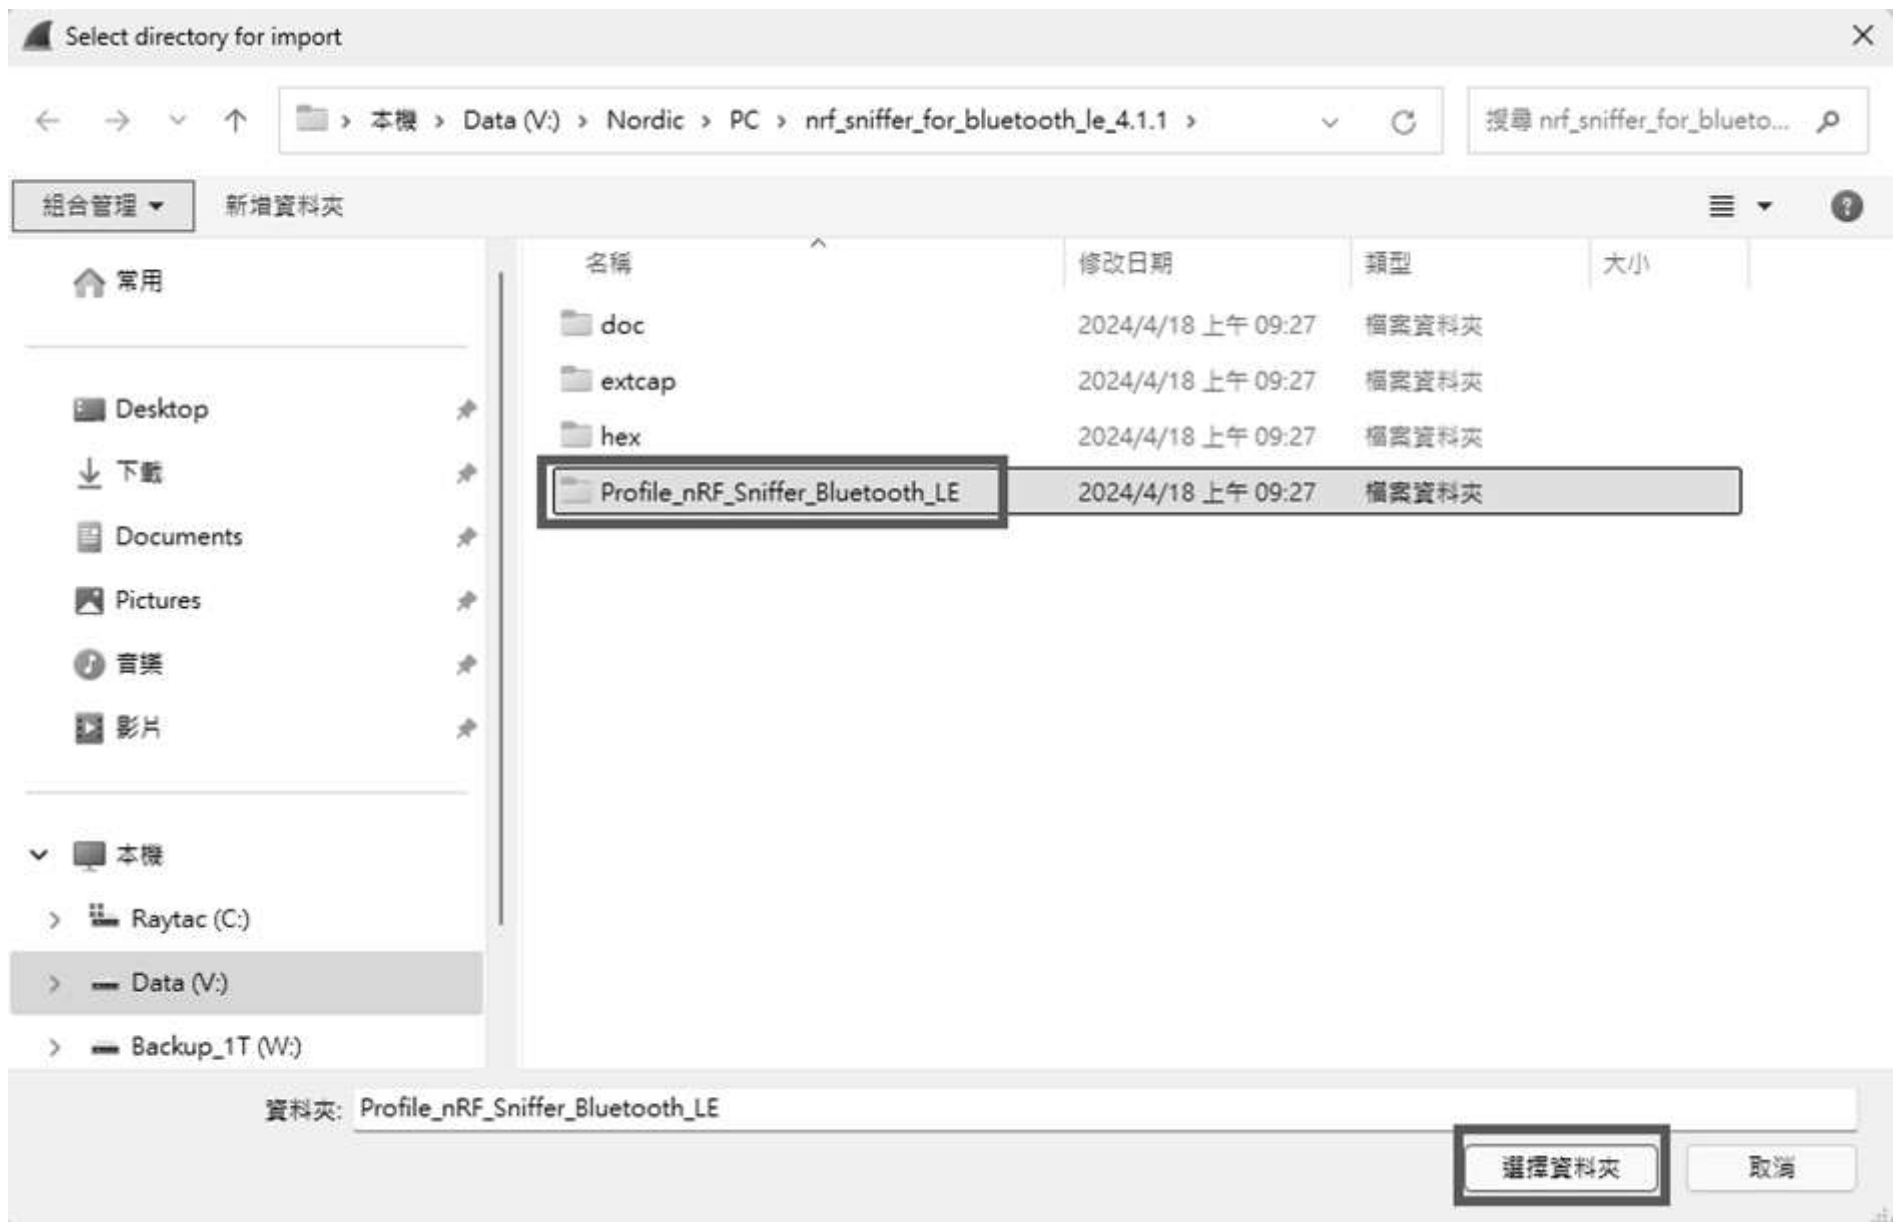 Select directory for import
本機 > Data (V:) > Nordic > PC > nrf_sniffer_for_bluetooth_le_4.1.1 >
搜尋 nrf_sniffer_for_blueto...
組合管理 新增資料夾
名稱 修改日期 類型 大小
常用
Desktop
下載
Documents
Pictures
音樂
影片
本機
Raytac (C:)
Data (V:)
Backup_1T (W:)
doc 2024/4/18 上午 09:27 檔案資料夾
extcap 2024/4/18 上午 09:27 檔案資料夾
hex 2024/4/18 上午 09:27 檔案資料夾
Profile_nRF_Sniffer_Bluetooth_LE 2024/4/18 上午 09:27 檔案資料夾
資料夾: Profile_nRF_Sniffer_Bluetooth_LE
選擇資料夾 取消